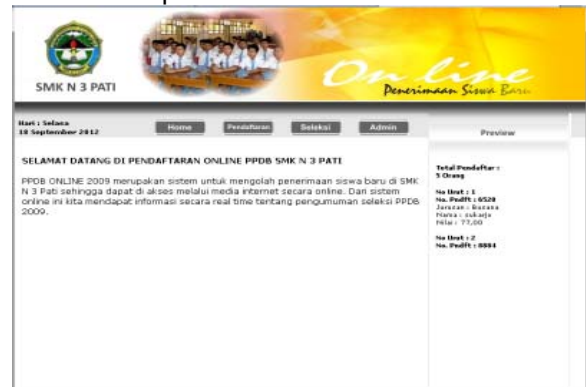 SMK N 3 PATI
On line
Penerimaan Siswa Baru
Hari : Selasa
18 September 2012
Home
Pendaftaran
Seleksi
Admin
Preview
SELAMAT DATANG DI PENDAFTARAN ONLINE PPDB SMK N 3 PATI
PPDB ONLINE 2009 merupakan sistem untuk mengolah penerimaan siswa baru di SMK
N 3 Pati sehingga dapat di akses melalui media internet secara online. Dari sistem
online ini kita mendapat informasi secara real time tentang pengumuman seleksi PPDB
2009.
Total Pendaftar :
5 Orang
No Urut : 1
No. Pndft : 6520
Jurusan : Busana
Nama : sukarjo
Nilai : 77,00
No Urut : 2
No. Pndft : 8884